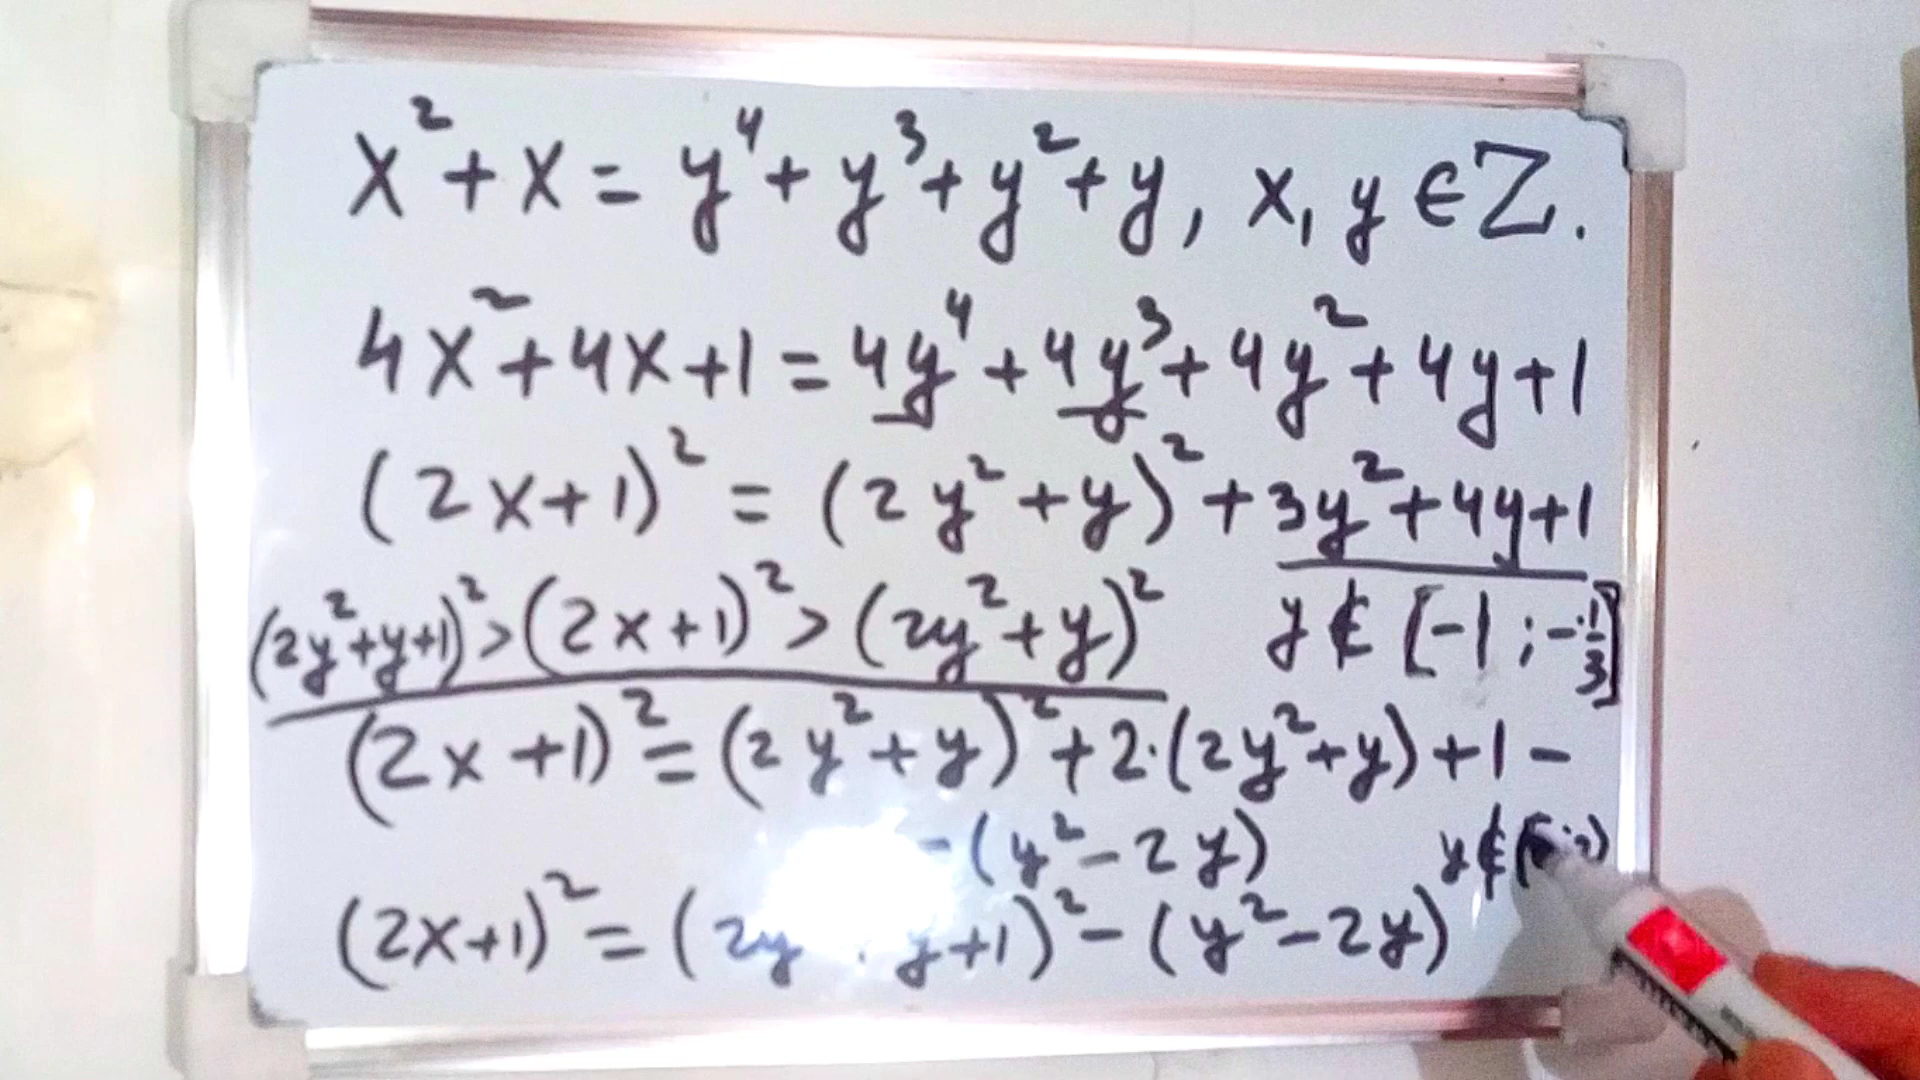 x² + x = y⁴ + y³ + y² + y, x, y ∈ Z.
4x² + 4x + 1 = 4y⁴ + 4y³ + 4y² + 4y + 1
(2x + 1)² = (2y² + y)² + 3y² + 4y + 1
(2y² + y + 1)² > (2x + 1)² > (2y² + y)² y ∉ [-1; -1/3]
(2x + 1)² = (2y² + y)² + 2·(2y² + y) + 1 -
- (y² - 2y) y ∉
(2x + 1)² = (2y y + 1)² - (y² - 2y)